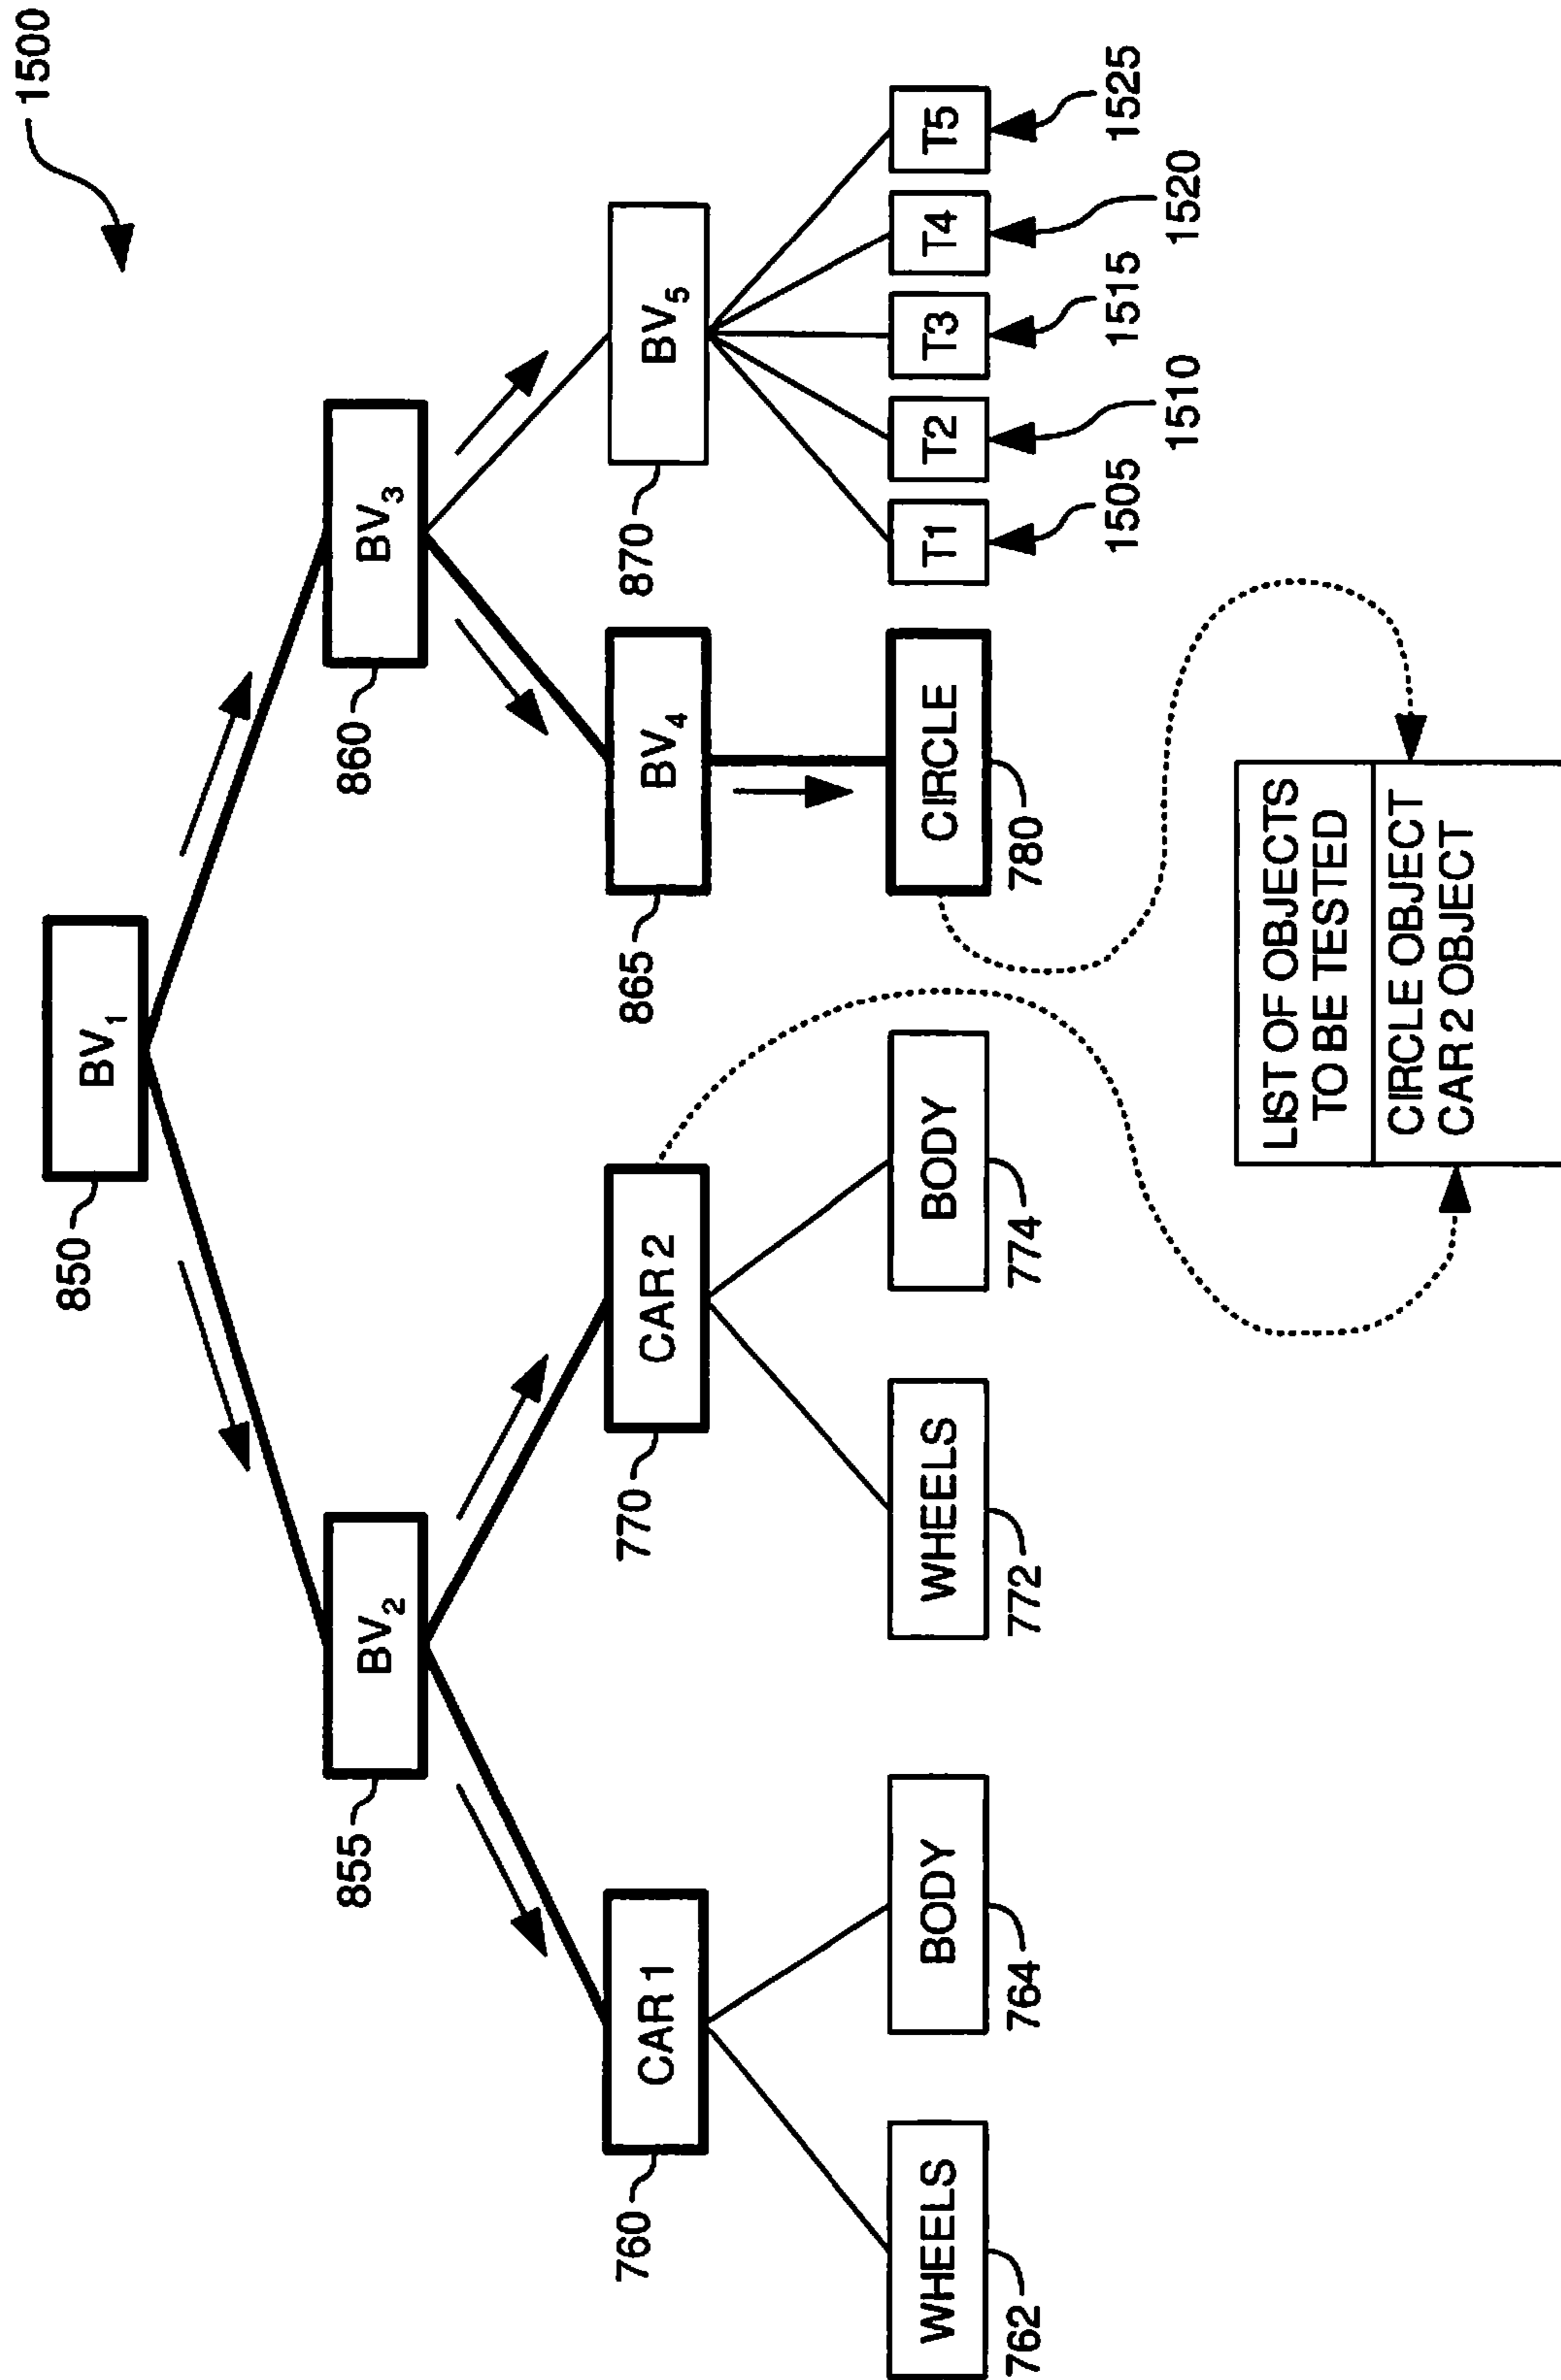 1500
BV1
850
BV2
855
BV3
860
CAR 1
760
CAR 2
770
BV4
865
BV5
870
WHEELS
762
BODY
764
WHEELS
772
BODY
774
CIRCLE
780
T1
T2
T3
T4
T5
1505
1510
1515
1520
1525
LIST OF OBJECTS
TO BE TESTED
CIRCLE OBJECT
CAR 2 OBJECT